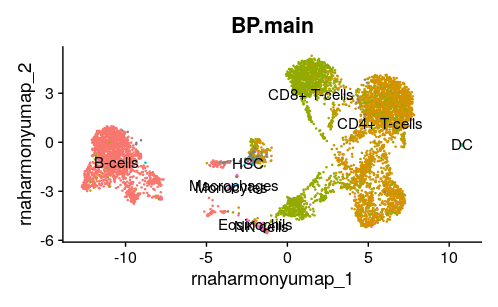 BP.main
rnaharmonyumap_2
3
0
-3
-6
CD8+ T-cells
CD4+ T-cells
DC
B-cells
HSC
Macrophages
Monocytes
Eosinophils
NK cells
-10
-5
0
5
10
rnaharmonyumap_1